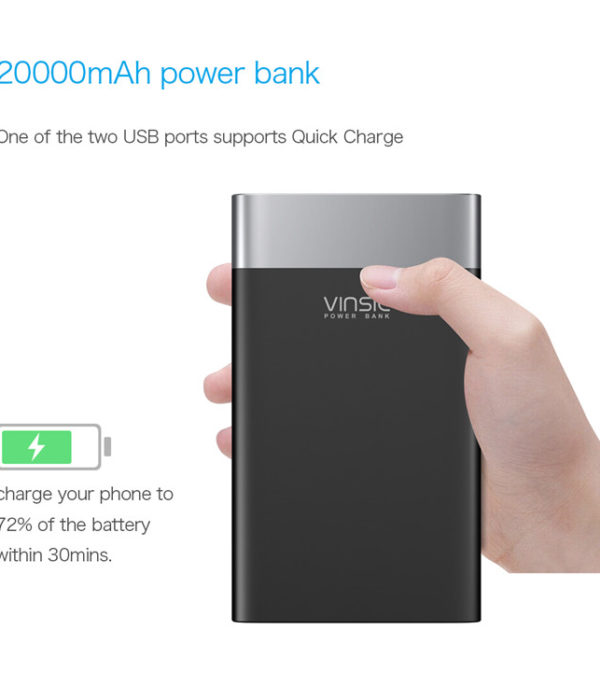 20000mAh power bank
One of the two USB ports supports Quick Charge
VINSIC
POWER BANK
charge your phone to
72% of the battery
within 30mins.